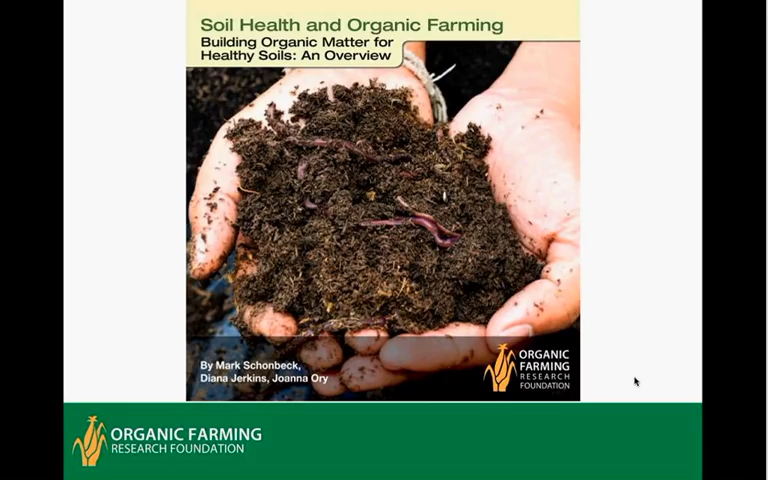 Soil Health and Organic Farming
Building Organic Matter for
Healthy Soils: An Overview
By Mark Schonbeck,
Diana Jerkins, Joanna Ory
ORGANIC
FARMING
RESEARCH
FOUNDATION
ORGANIC FARMING
RESEARCH FOUNDATION